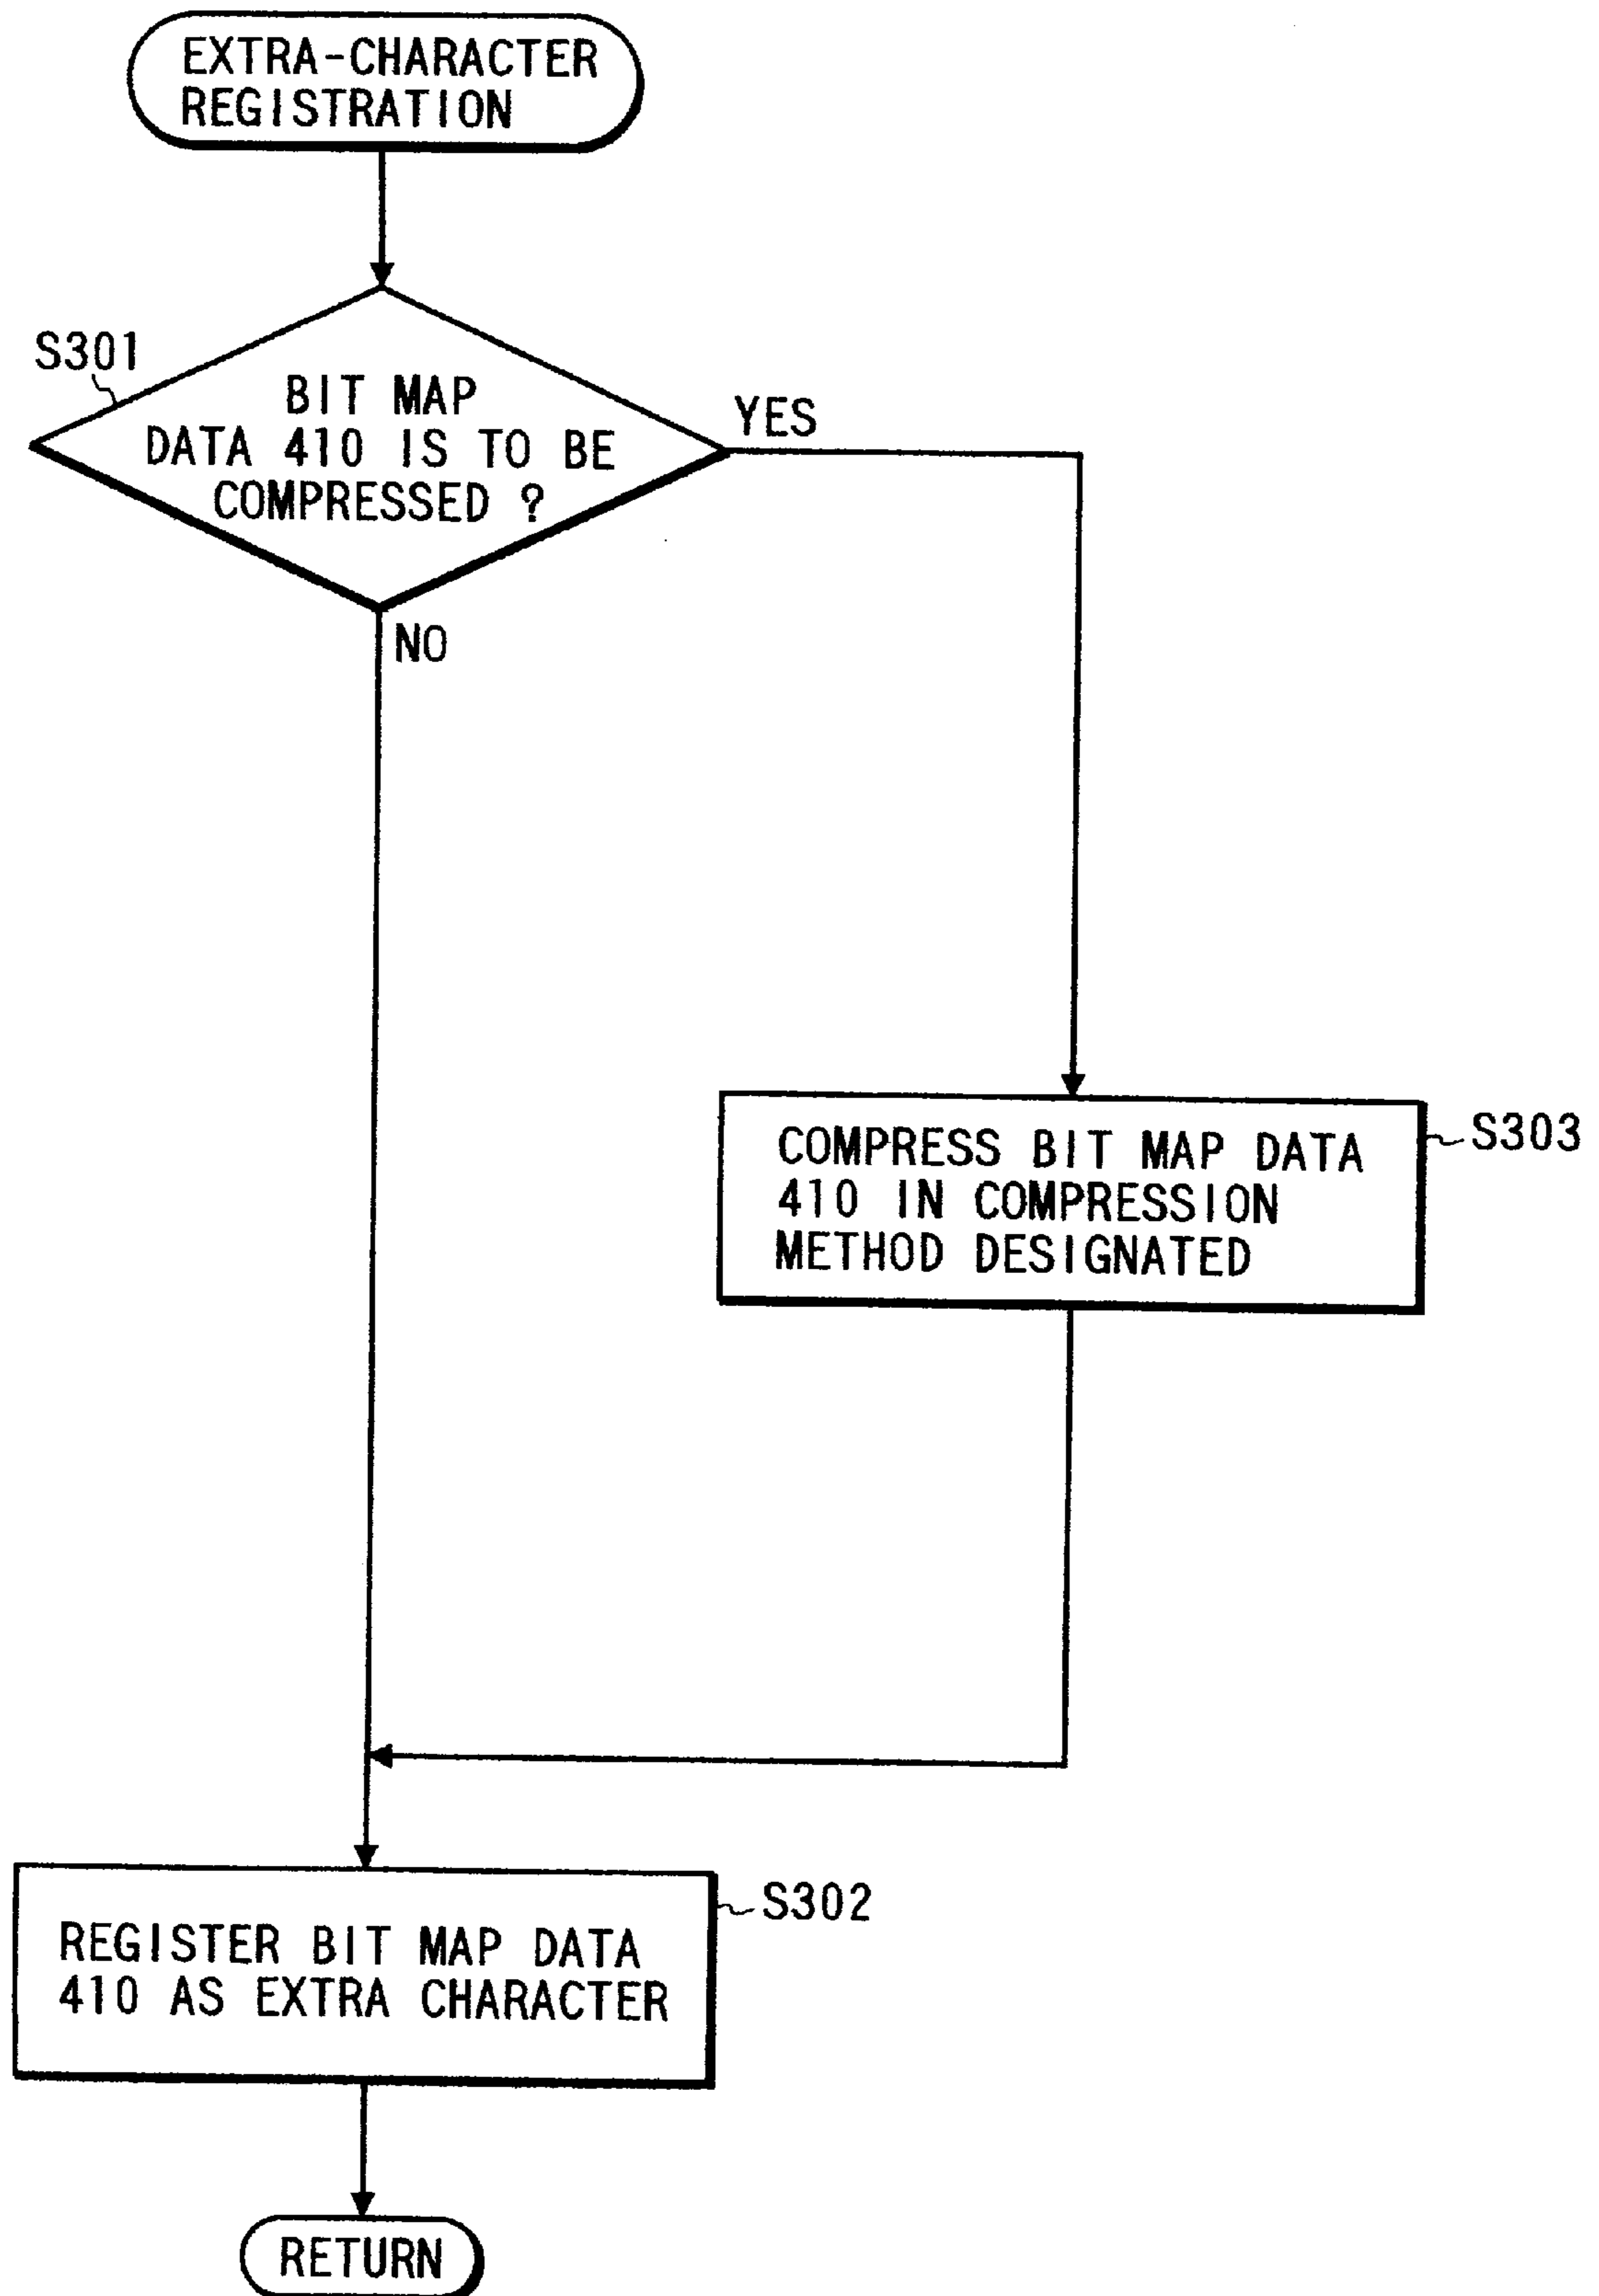 EXTRA-CHARACTER
REGISTRATION
S301
BIT MAP
DATA 410 IS TO BE
COMPRESSED ?
YES
NO
COMPRESS BIT MAP DATA
410 IN COMPRESSION
METHOD DESIGNATED
S303
S302
REGISTER BIT MAP DATA
410 AS EXTRA CHARACTER
RETURN